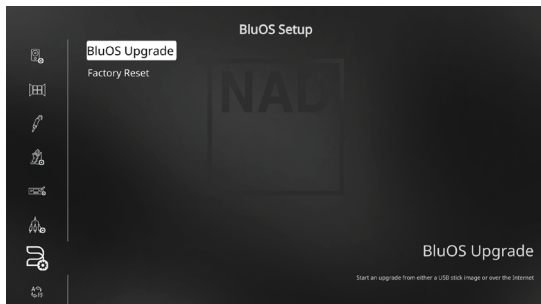 BluOS Setup
BluOS Upgrade
Factory Reset
NAD
BluOS Upgrade
Start an upgrade from either a USB stick image or over the Internet